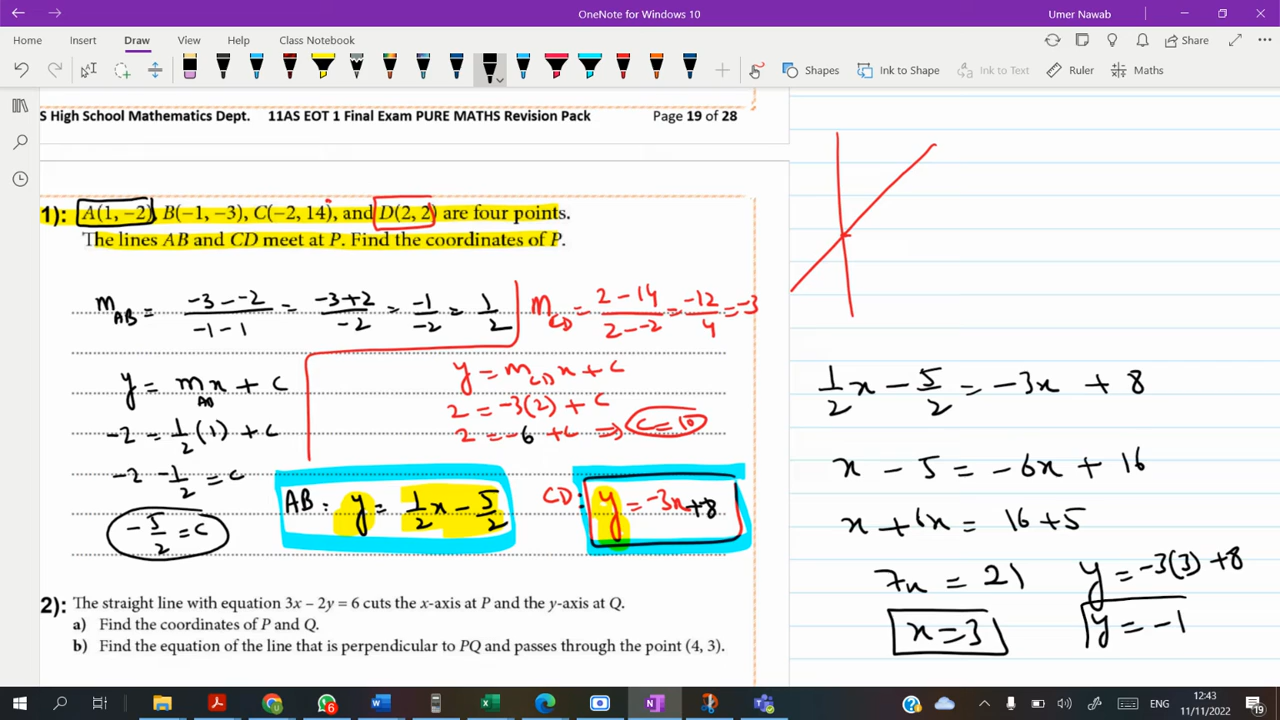 OneNote for Windows 10
Umer Nawab
Home Insert Draw View Help Class Notebook
Share
Shapes Ink to Shape Ink to Text Ruler Maths
S High School Mathematics Dept. 11AS EOT 1 Final Exam PURE MATHS Revision Pack Page 19 of 28
1): A(1, −2), B(−1, −3), C(−2, 14), and D(2, 2) are four points.
The lines AB and CD meet at P. Find the coordinates of P.
m_AB = (-3 - -2)/(-1 - 1) = (-3+2)/-2 = -1/-2 = 1/2
y = m_AB x + c
-2 = 1/2 (1) + c
-2 - 1/2 = c
-5/2 = c
m_CD = (2 - 14)/(2 - -2) = -12/4 = -3
y = m_CD x + c
2 = -3(2) + c
2 = -6 + c ⇒ c = 10
AB: y = 1/2 x - 5/2
CD: y = -3x + 8
1/2 x - 5/2 = -3x + 8
x - 5 = -6x + 16
x + 6x = 16 + 5
7x = 21
x = 3
y = -3(3) + 8
y = -1
2): The straight line with equation 3x – 2y = 6 cuts the x-axis at P and the y-axis at Q.
a) Find the coordinates of P and Q.
b) Find the equation of the line that is perpendicular to PQ and passes through the point (4, 3).
6
ENG
12:43
11/11/2022
19